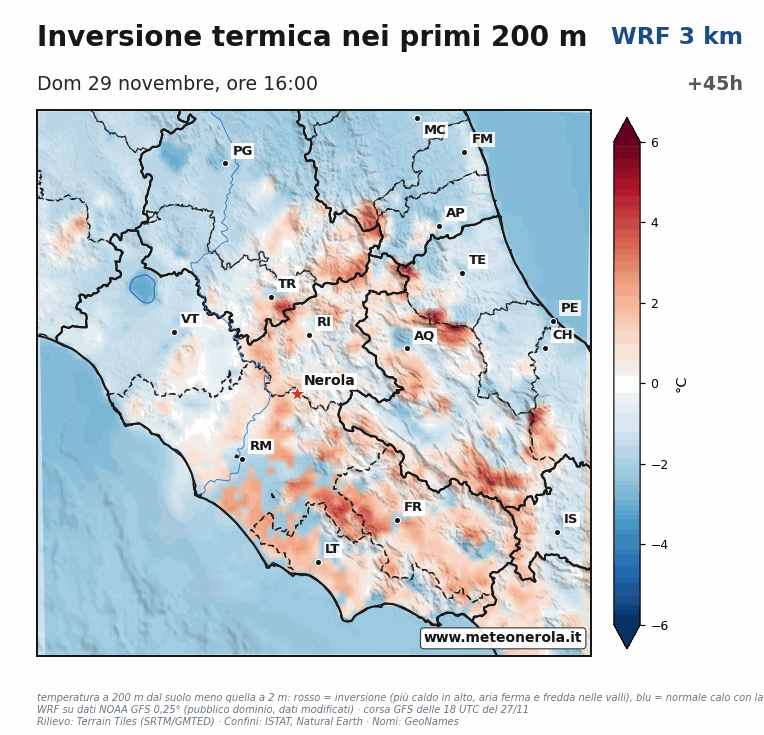 Inversione termica nei primi 200 m
WRF 3 km
Dom 29 novembre, ore 16:00
+45h
MC
FM
PG
AP
TE
TR
PE
VT
RI
AQ
CH
Nerola
RM
FR
IS
LT
www.meteonerola.it
6
4
2
0
−2
−4
−6
°C
temperatura a 200 m dal suolo meno quella a 2 m: rosso = inversione (più caldo in alto, aria ferma e fredda nelle valli), blu = normale calo con la
WRF su dati NOAA GFS 0,25° (pubblico dominio, dati modificati) · corsa GFS delle 18 UTC del 27/11
Rilievo: Terrain Tiles (SRTM/GMTED) · Confini: ISTAT, Natural Earth · Nomi: GeoNames